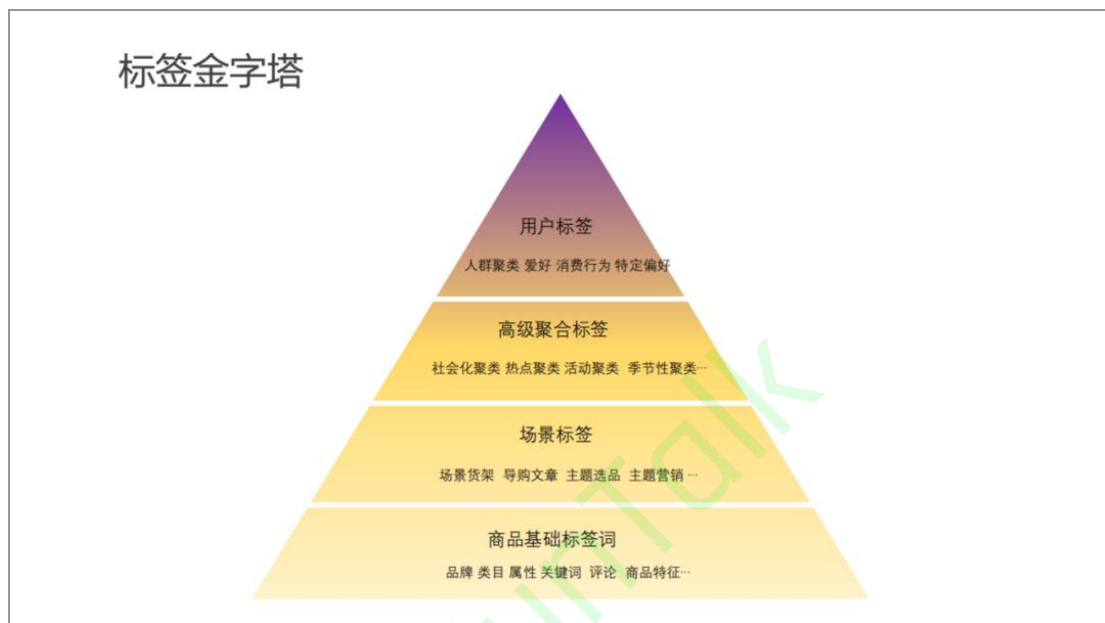 标签金字塔
用户标签
人群聚类 爱好 消费行为 特定偏好
高级聚合标签
社会化聚类 热点聚类 活动聚类 季节性聚类…
场景标签
场景货架 导购文章 主题选品 主题营销 …
商品基础标签词
品牌 类目 属性 关键词 评论 商品特征…